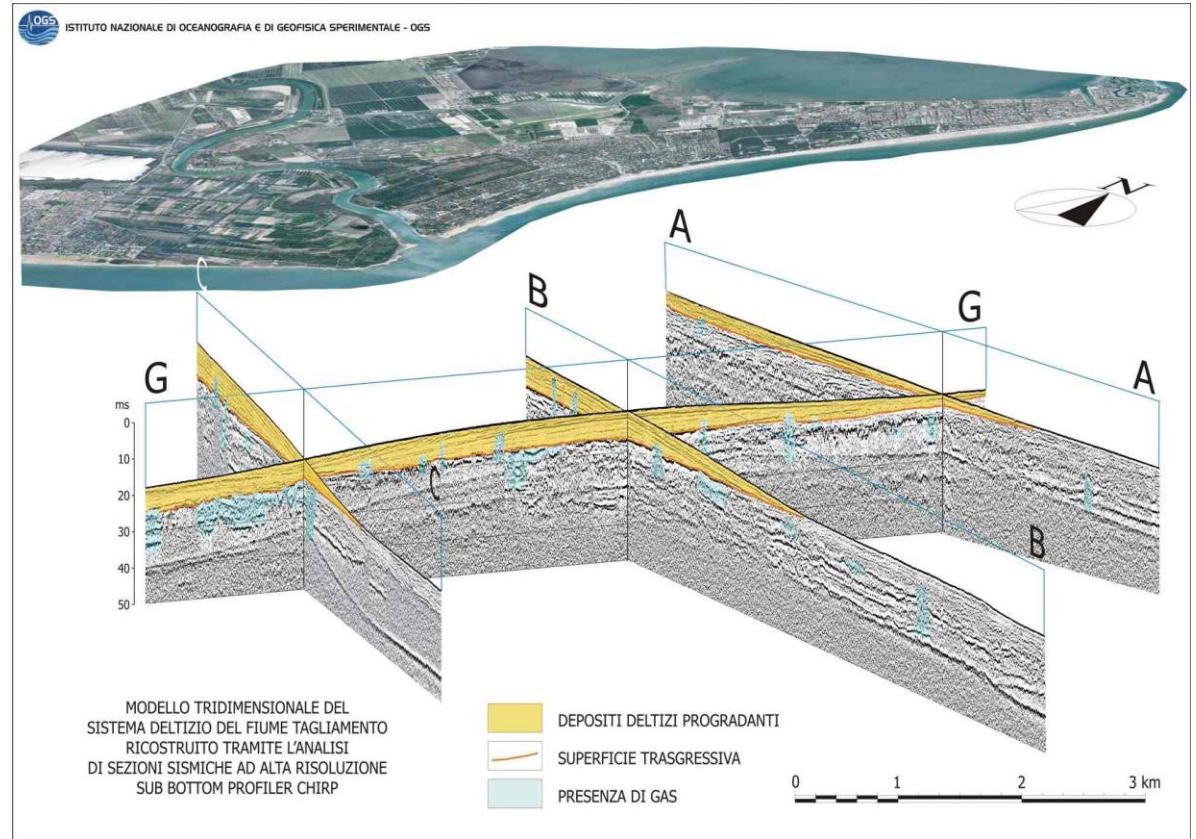 OGS
ISTITUTO NAZIONALE DI OCEANOGRAFIA E DI GEOFISICA SPERIMENTALE - OGS
N
A
C
B
G
G
A
ms
0
10
20
30
40
50
C
B
MODELLO TRIDIMENSIONALE DEL
SISTEMA DELTIZIO DEL FIUME TAGLIAMENTO
RICOSTRUITO TRAMITE L'ANALISI
DI SEZIONI SISMICHE AD ALTA RISOLUZIONE
SUB BOTTOM PROFILER CHIRP
DEPOSITI DELTIZI PROGRADANTI
SUPERFICIE TRASGRESSIVA
PRESENZA DI GAS
0 1 2 3 km